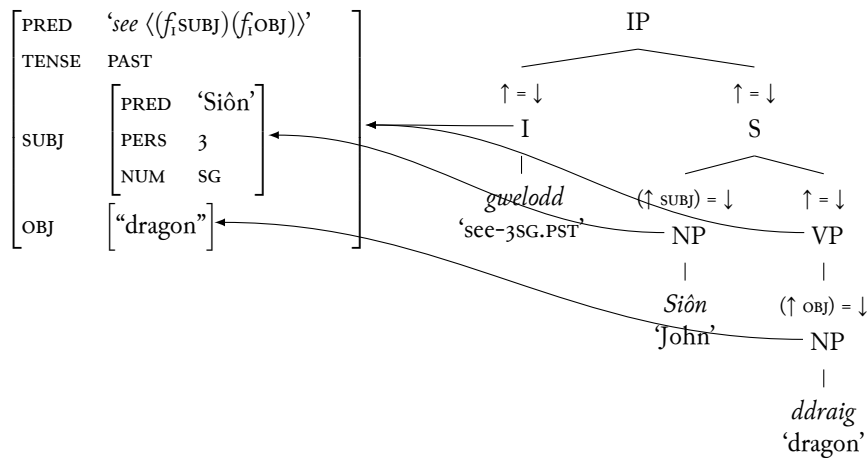 PRED ‘see ⟨(f₁SUBJ)(f₁OBJ)⟩’
TENSE PAST
SUBJ
PRED ‘Siôn’
PERS 3
NUM SG
OBJ [“dragon”]
IP
↑ = ↓ ↑ = ↓
I S
gwelodd
‘see-3SG.PST’
(↑ SUBJ) = ↓ ↑ = ↓
NP VP
Siôn
‘John’
(↑ OBJ) = ↓
NP
ddraig
‘dragon’